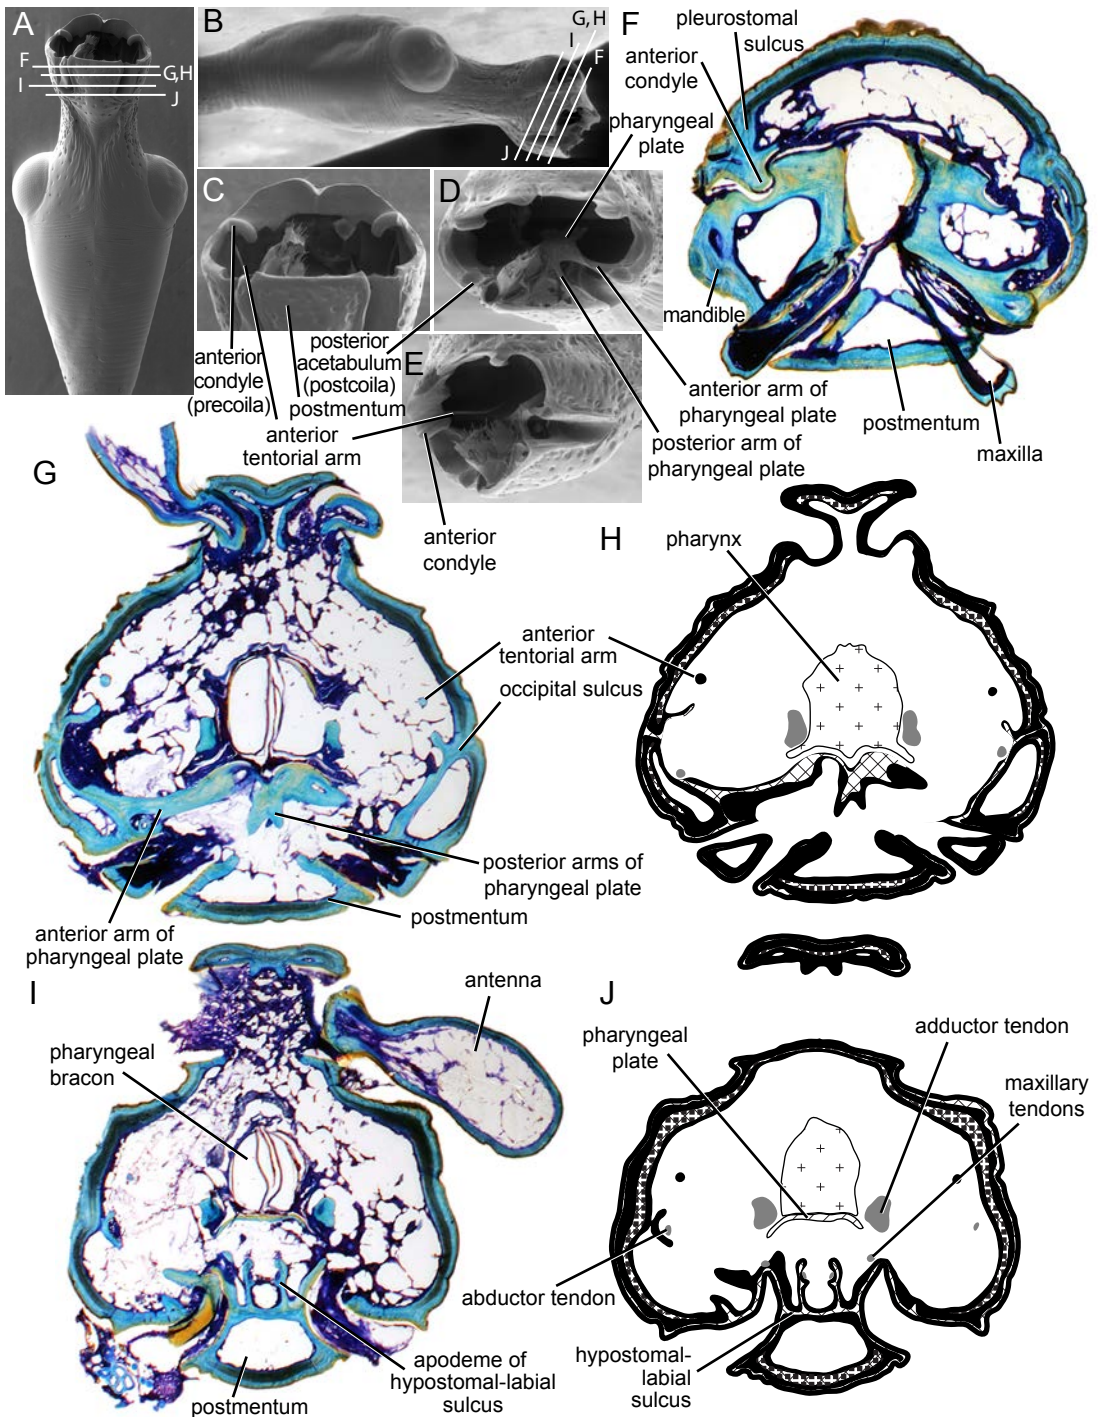 A
F
G,H
I
J
B
G, H
I
F
J
pharyngeal
plate
C
D
E
anterior
condyle
(precoila)
posterior
acetabulum
(postcoila)
postmentum
anterior
tentorial arm
anterior
condyle
anterior arm of
pharyngeal plate
posterior arm of
pharyngeal plate
F
pleurostomal
sulcus
anterior
condyle
mandible
postmentum
maxilla
G
anterior
tentorial arm
occipital sulcus
posterior arms of
pharyngeal plate
postmentum
anterior arm of
pharyngeal plate
H
pharynx
I
antenna
pharyngeal
bracon
apodeme of
hypostomal-labial
sulcus
postmentum
J
pharyngeal
plate
adductor tendon
maxillary
tendons
abductor tendon
hypostomal-
labial
sulcus